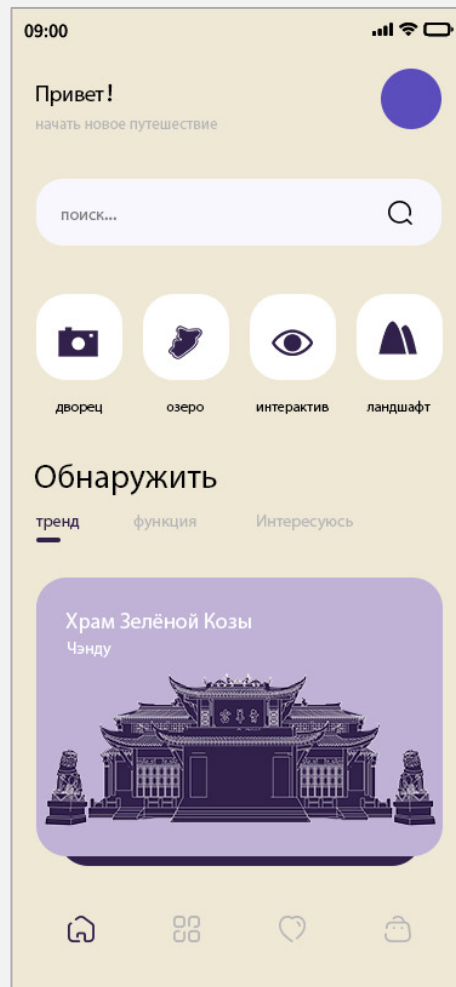 09:00
Привет!
начать новое путешествие
поиск...
дворец
озеро
интерактив
ландшафт
Обнаружить
тренд
функция
Интересуюсь
Храм Зелёной Козы
Чэнду